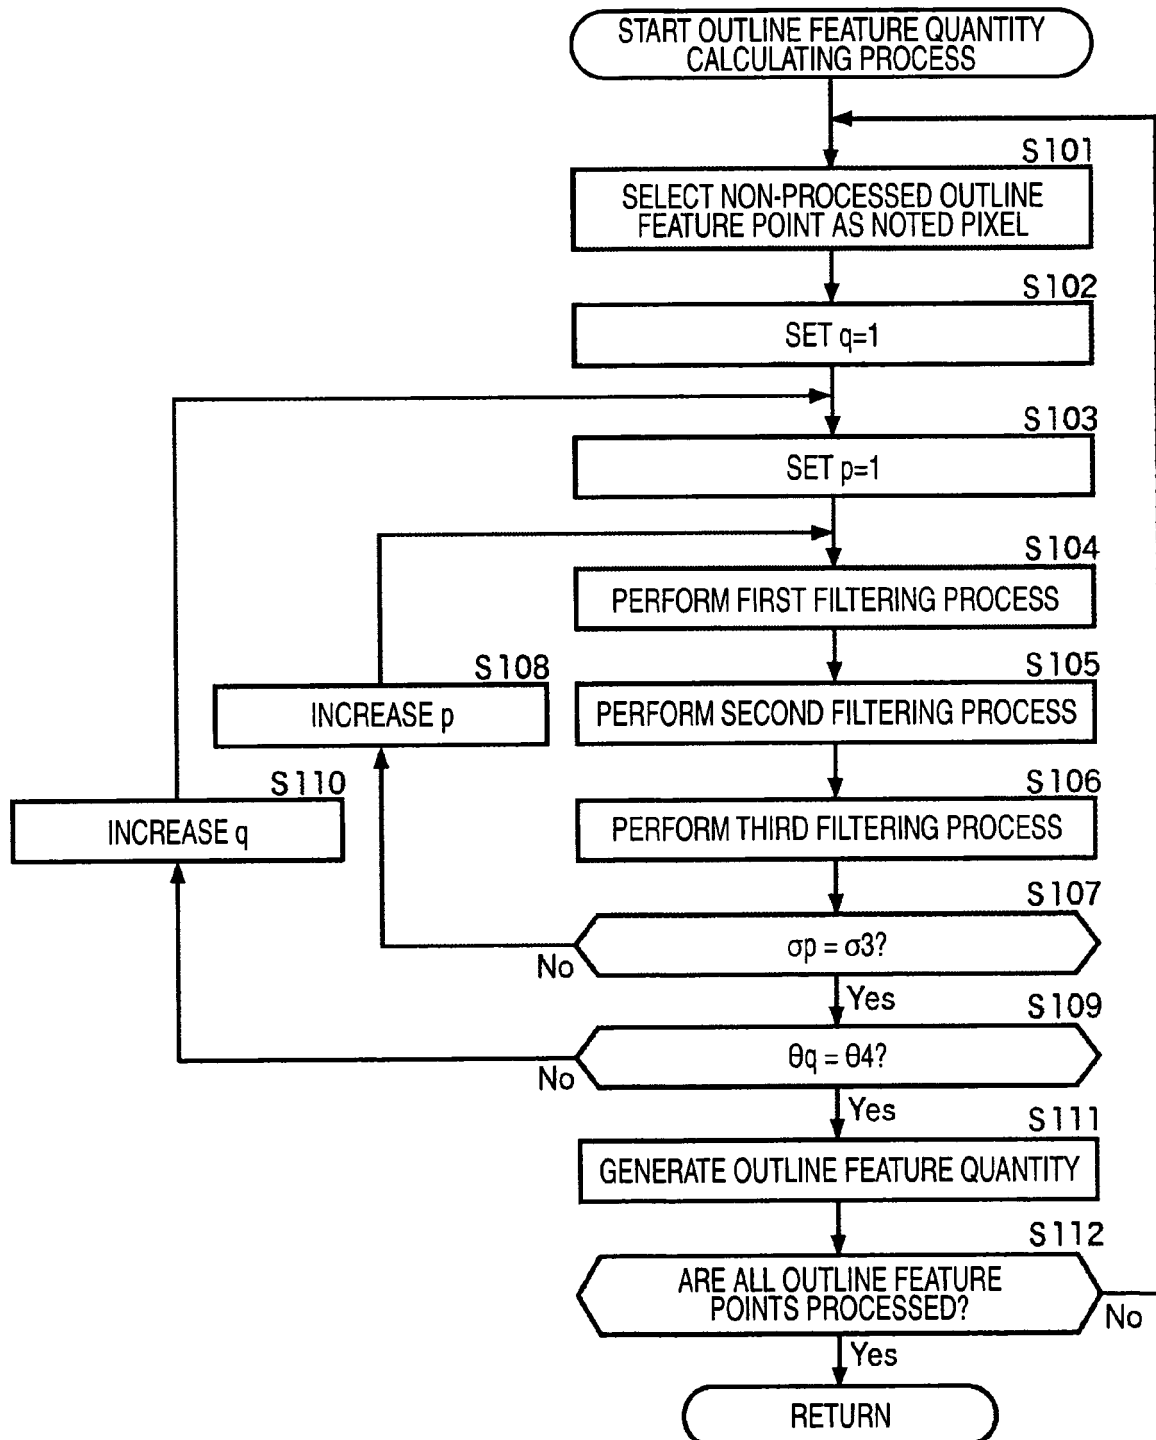 START OUTLINE FEATURE QUANTITY
CALCULATING PROCESS
S101
SELECT NON-PROCESSED OUTLINE
FEATURE POINT AS NOTED PIXEL
S102
SET q=1
S103
SET p=1
S104
PERFORM FIRST FILTERING PROCESS
S108
INCREASE p
S105
PERFORM SECOND FILTERING PROCESS
S110
INCREASE q
S106
PERFORM THIRD FILTERING PROCESS
S107
σp = σ3?
No
Yes
S109
θq = θ4?
No
Yes
S111
GENERATE OUTLINE FEATURE QUANTITY
S112
ARE ALL OUTLINE FEATURE
POINTS PROCESSED?
No
Yes
RETURN